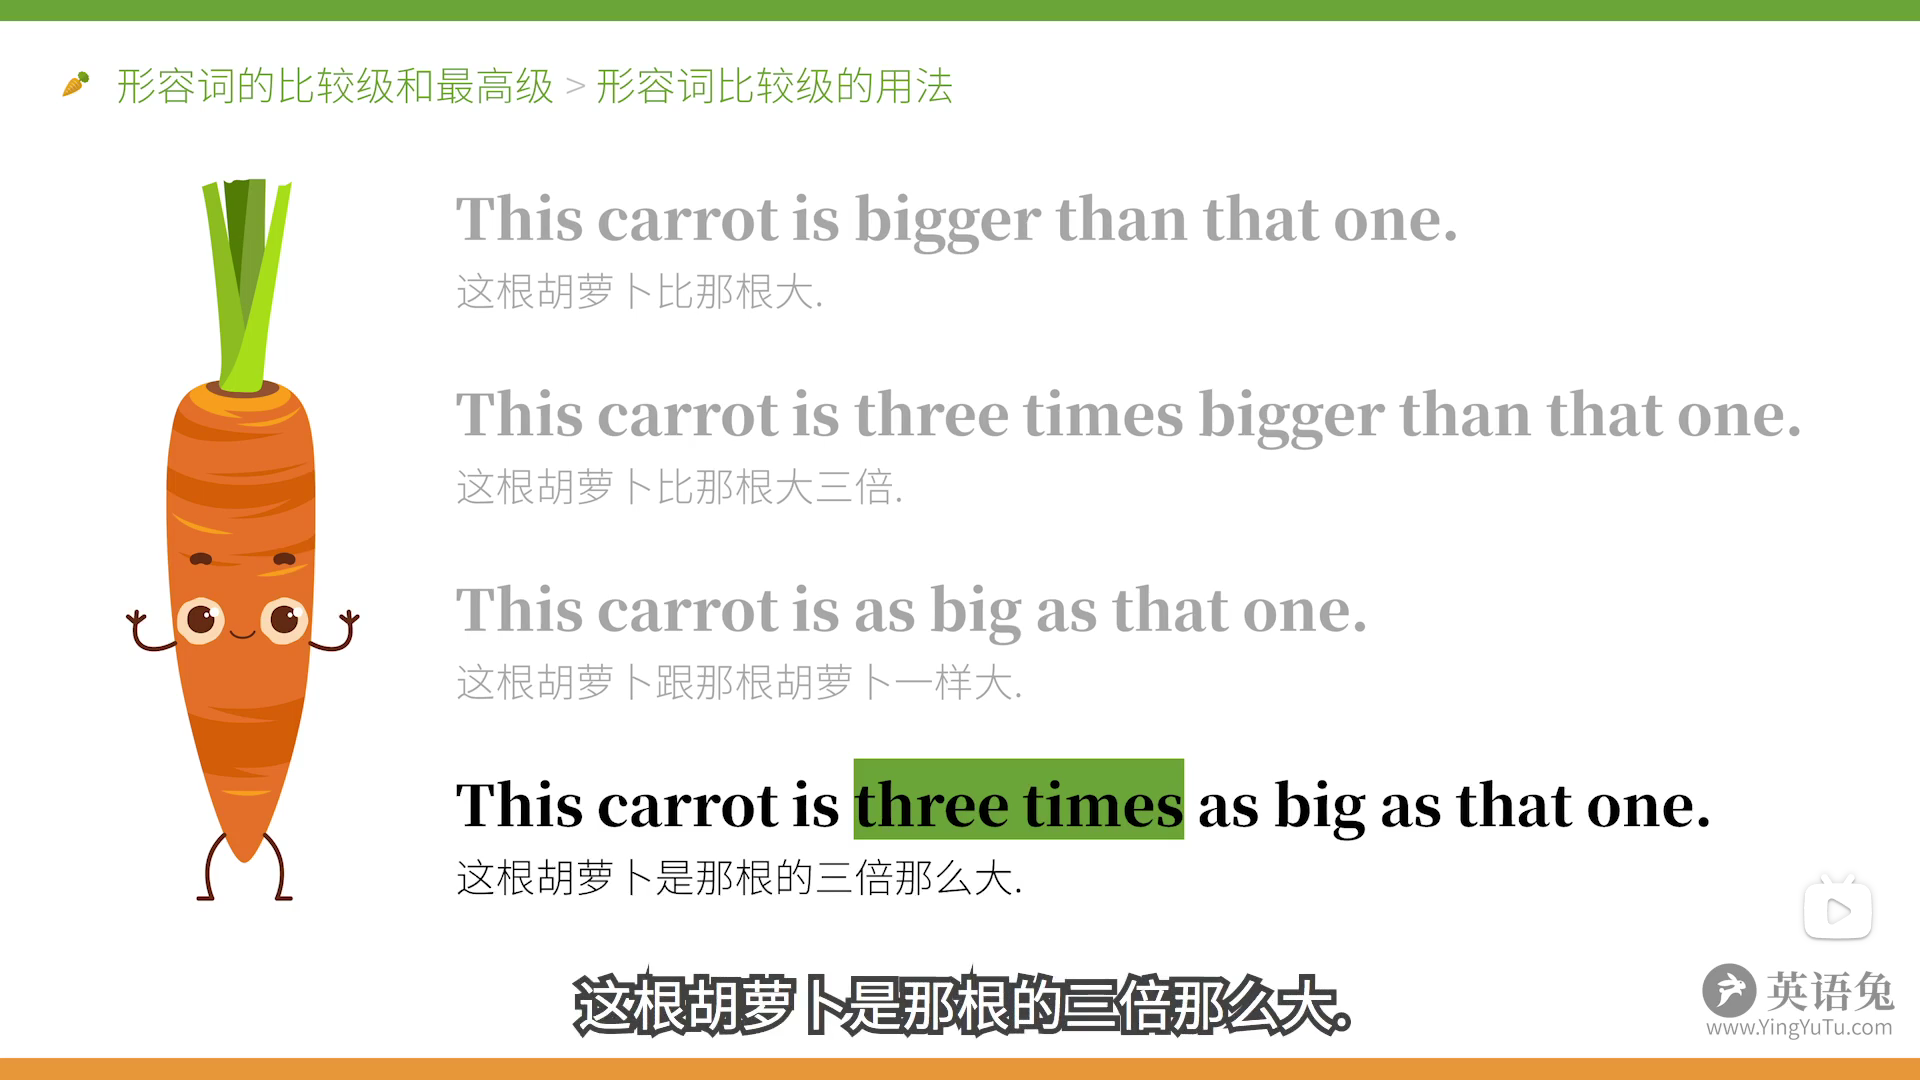 形容词的比较级和最高级 > 形容词比较级的用法
This carrot is bigger than that one.
这根胡萝卜比那根大.
This carrot is three times bigger than that one.
这根胡萝卜比那根大三倍.
This carrot is as big as that one.
这根胡萝卜跟那根胡萝卜一样大.
This carrot is three times as big as that one.
这根胡萝卜是那根的三倍那么大.
这根胡萝卜是那根的三倍那么大.
英语兔
www.YingYuTu.com